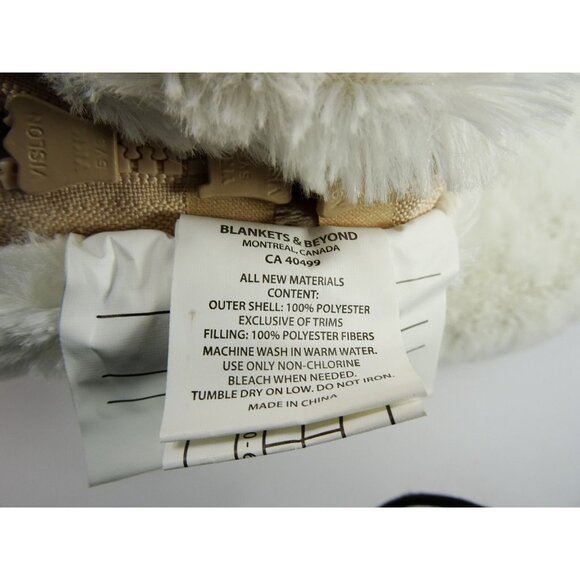 VISLON
YKK
BLANKETS & BEYOND
MONTREAL, CANADA
CA 40499
ALL NEW MATERIALS
CONTENT:
OUTER SHELL: 100% POLYESTER
EXCLUSIVE OF TRIMS
FILLING: 100% POLYESTER FIBERS
MACHINE WASH IN WARM WATER.
USE ONLY NON-CHLORINE
BLEACH WHEN NEEDED.
TUMBLE DRY ON LOW. DO NOT IRON.
MADE IN CHINA